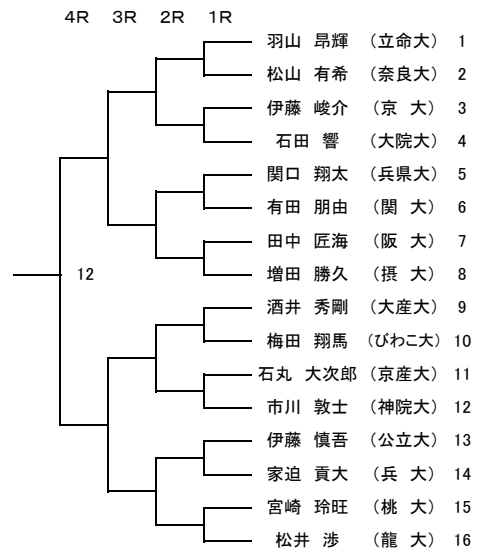 4R 3R 2R 1R
羽山 昂輝 （立命大） 1
松山 有希 （奈良大） 2
伊藤 峻介 （京 大） 3
石田 響 （大院大） 4
関口 翔太 （兵県大） 5
有田 朋由 （関 大） 6
田中 匠海 （阪 大） 7
増田 勝久 （摂 大） 8
12
酒井 秀剛 （大産大） 9
梅田 翔馬 （びわこ大） 10
石丸 大次郎 （京産大） 11
市川 敦士 （神院大） 12
伊藤 慎吾 （公立大） 13
家迫 貢大 （兵 大） 14
宮崎 玲旺 （桃 大） 15
松井 渉 （龍 大） 16